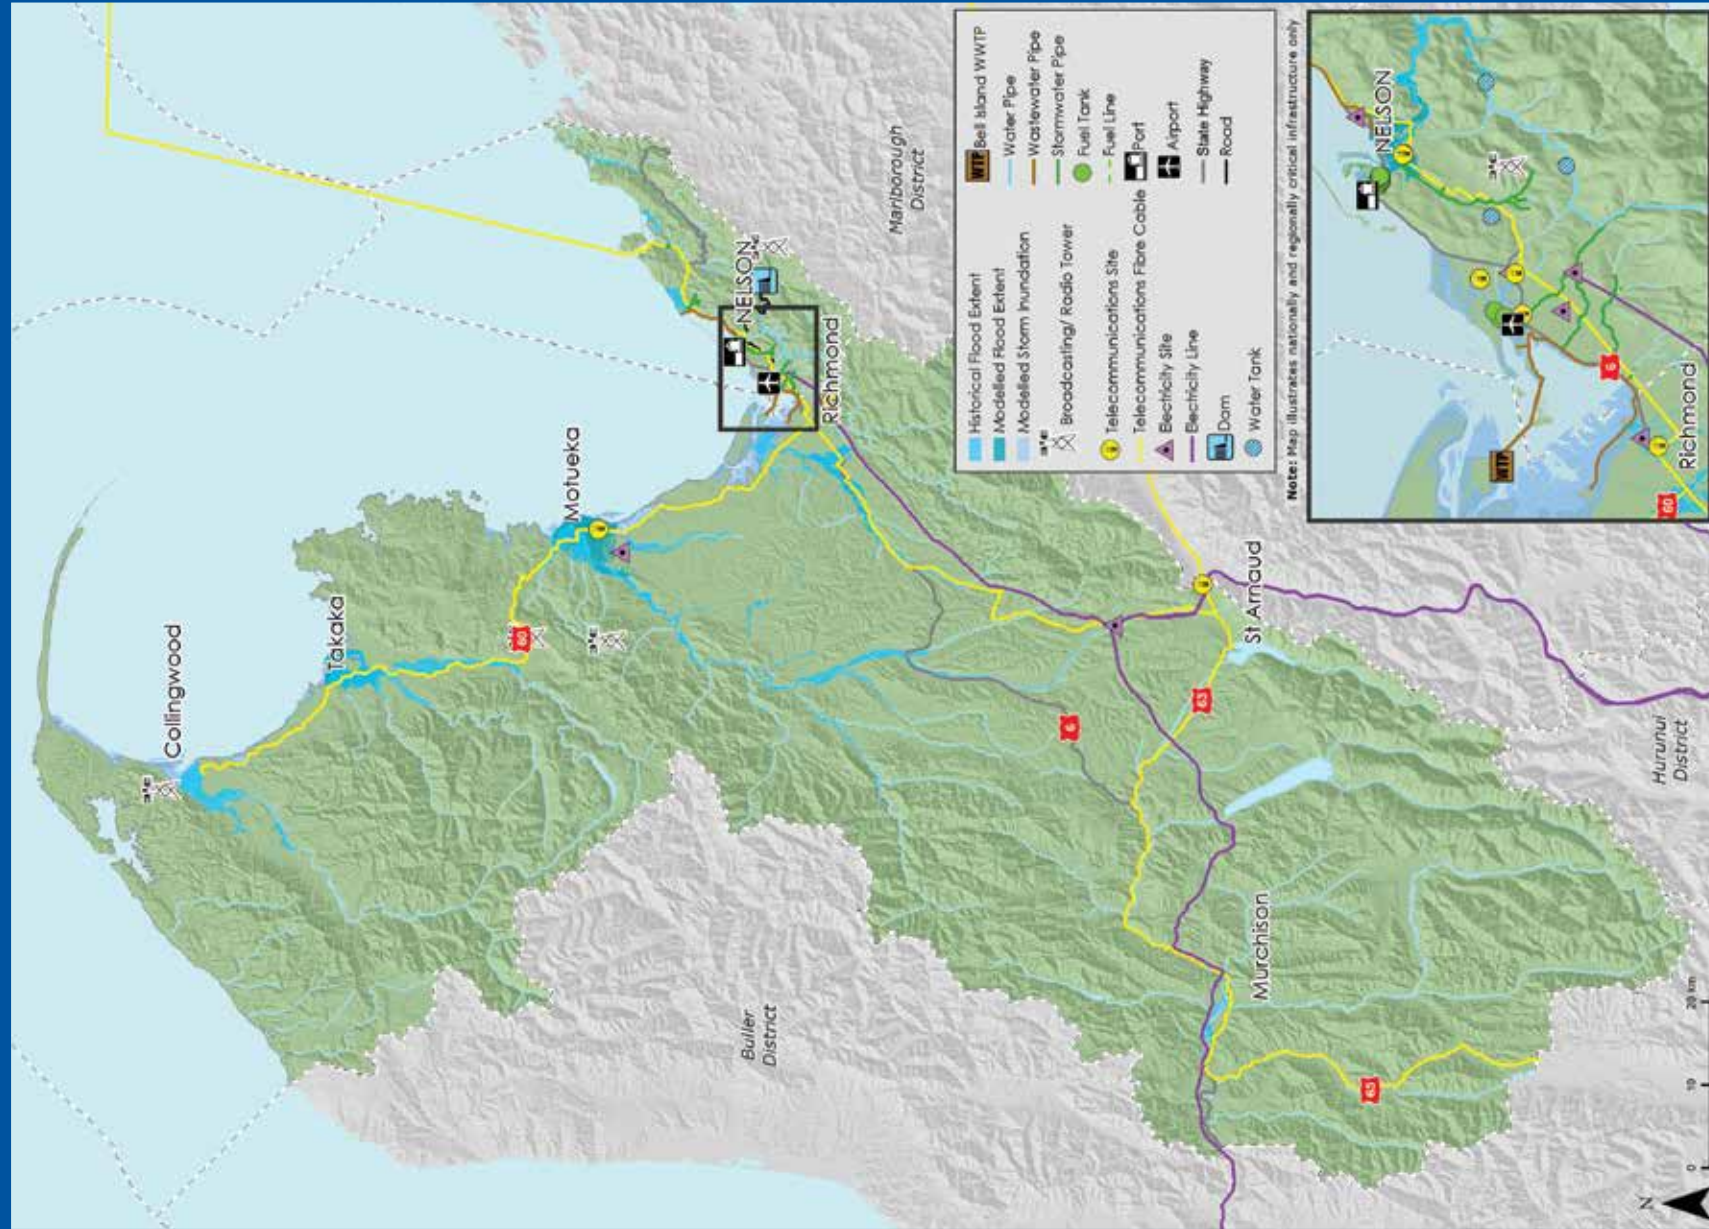 Collingwood
Takaka
60
Motueka
NELSON
Richmond
Marlborough
District
Buller
District
6
63
St Arnaud
Murchison
65
Hurunui
District
Historical Flood Extent
Modelled Flood Extent
Modelled Storm Inundation
Broadcasting/ Radio Tower
Telecommunications Site
Telecommunications Fibre Cable
Electricity Site
Electricity Line
Dam
Water Tank
WTP Bell Island WWTP
Water Pipe
Wastewater Pipe
Stormwater Pipe
Fuel Tank
Fuel Line
Port
Airport
State Highway
Road
Note: Map illustrates nationally and regionally critical infrastructure only
NELSON
WTP
6
Richmond
60
N
0 10 20 km